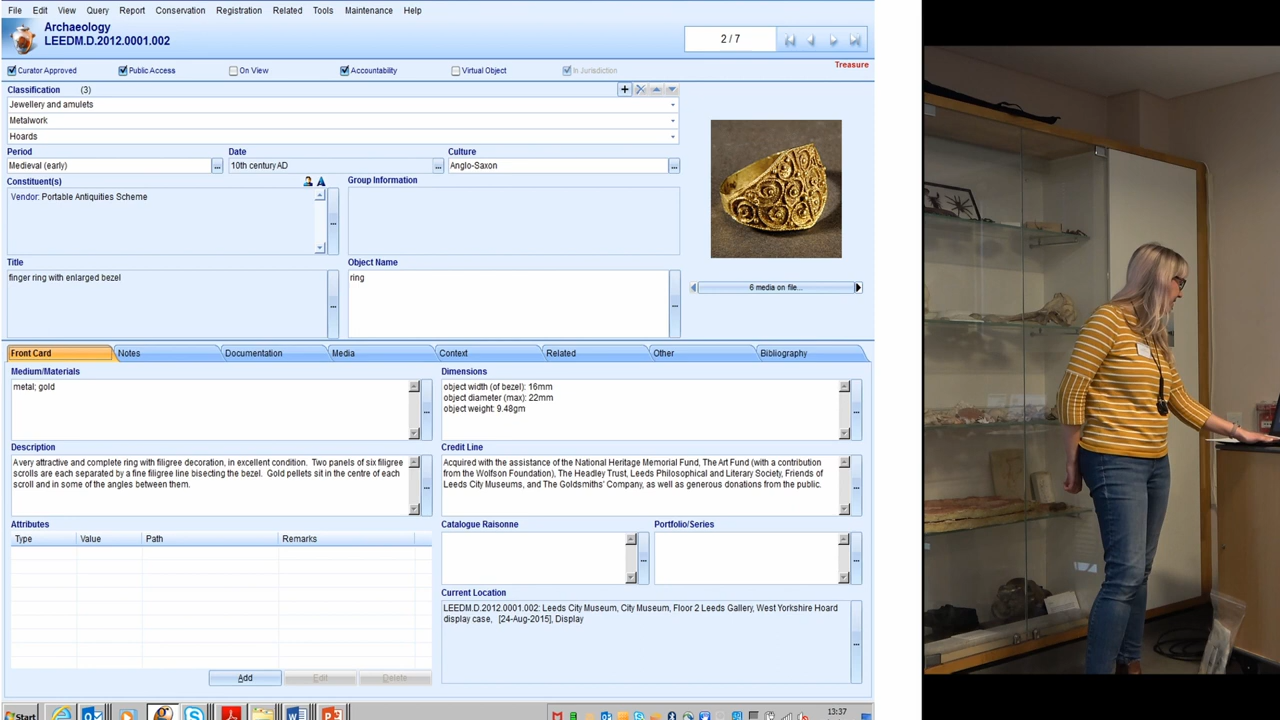 File Edit View Query Report Conservation Registration Related Tools Maintenance Help
Archaeology
LEEDM.D.2012.0001.002
2 / 7
Curator Approved Public Access On View Accountability Virtual Object In Jurisdiction
Treasure
Classification (3)
Jewellery and amulets
Metalwork
Hoards
Period Date Culture
Medieval (early) 10th century AD Anglo-Saxon
Constituent(s) Group Information
Vendor: Portable Antiquities Scheme
Title Object Name
finger ring with enlarged bezel ring
6 media on file...
Front Card Notes Documentation Media Context Related Other Bibliography
Medium/Materials
metal; gold
Dimensions
object width (of bezel): 16mm
object diameter (max): 22mm
object weight: 9.48gm
Description
A very attractive and complete ring with filigree decoration, in excellent condition. Two panels of six filigree
scrolls are each separated by a fine filigree line bisecting the bezel. Gold pellets sit in the centre of each
scroll and in some of the angles between them.
Credit Line
Acquired with the assistance of the National Heritage Memorial Fund, The Art Fund (with a contribution
from the Wolfson Foundation), The Headley Trust, Leeds Philosophical and Literary Society, Friends of
Leeds City Museums, and The Goldsmiths' Company, as well as generous donations from the public.
Attributes
Type Value Path Remarks
Catalogue Raisonne Portfolio/Series
Current Location
LEEDM.D.2012.0001.002: Leeds City Museum, City Museum, Floor 2 Leeds Gallery, West Yorkshire Hoard
display case, [24-Aug-2015], Display
Add Edit Delete
Start
13:37